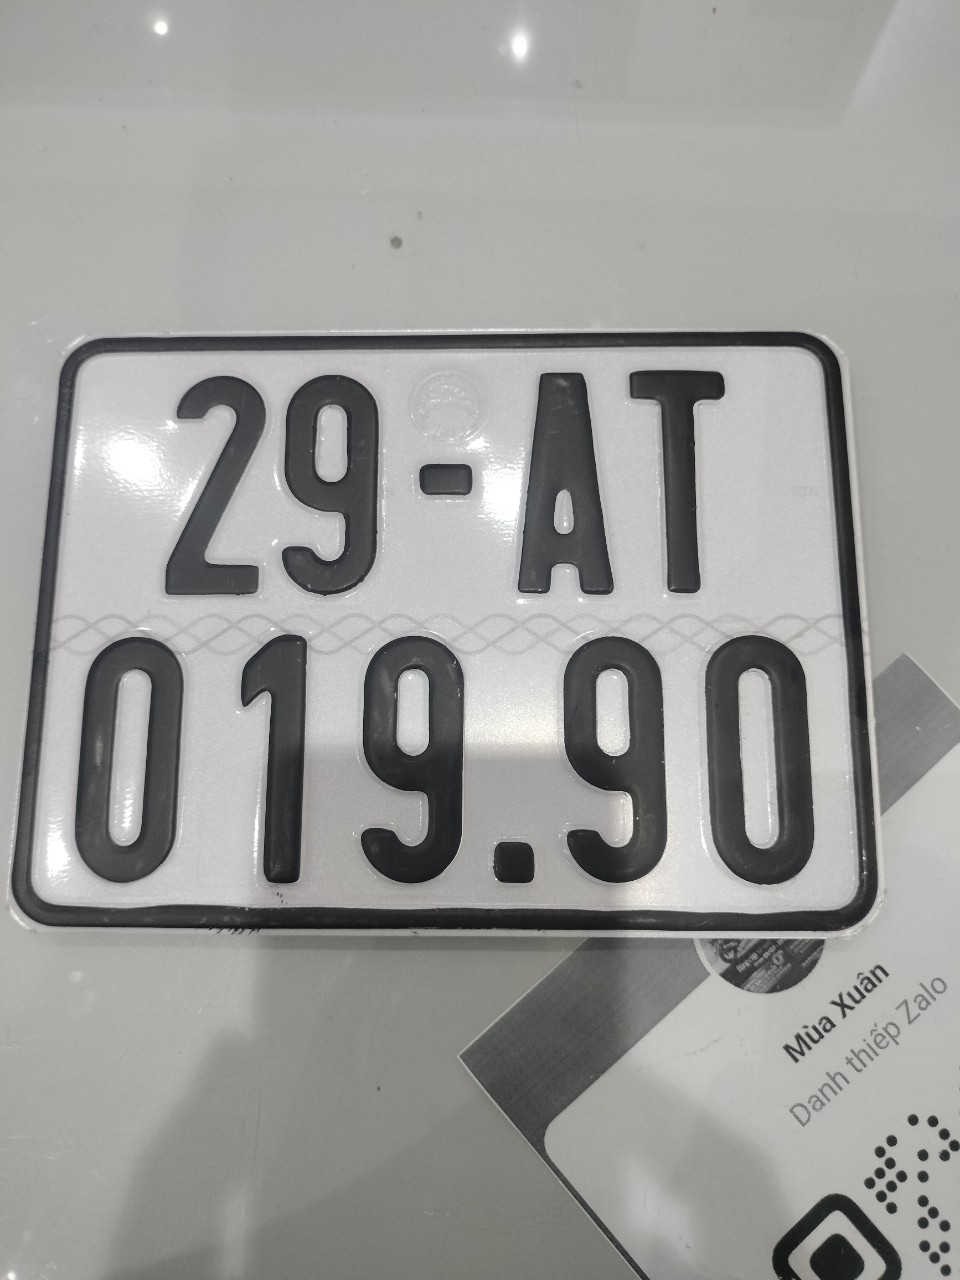 29-AT
019.90
Mùa Xuân
Danh thiếp Zalo